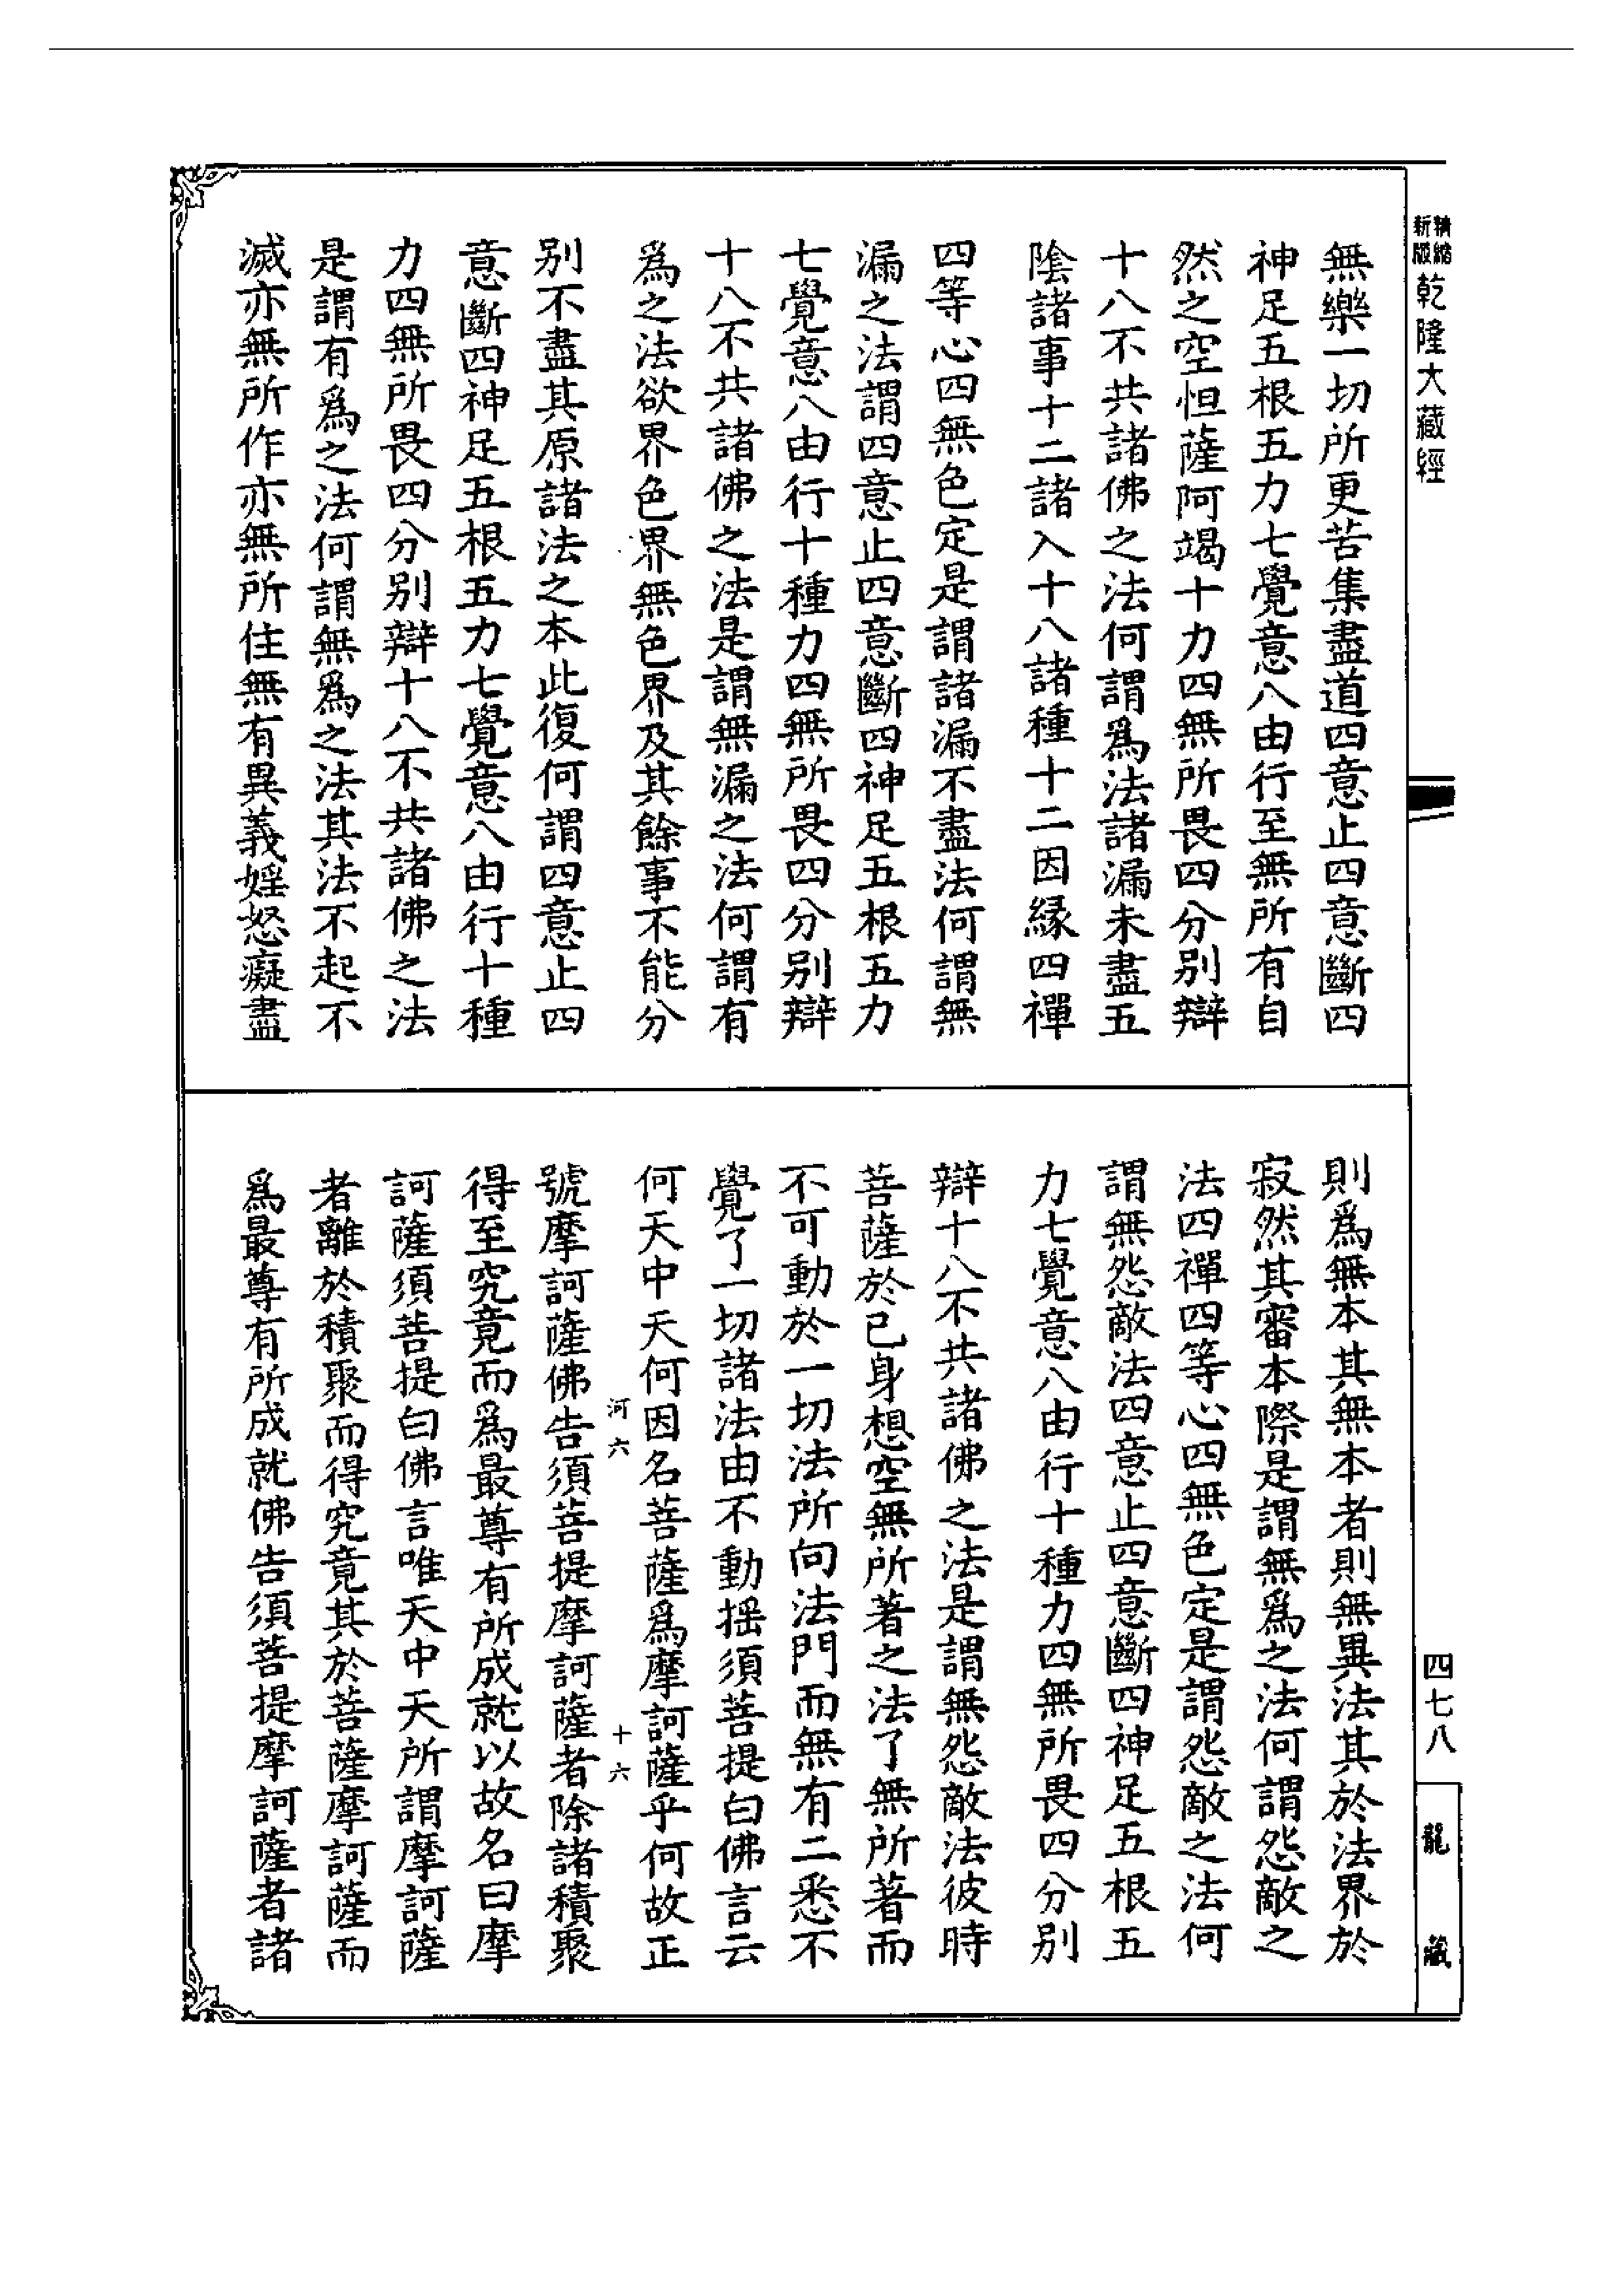 精縮新版乾隆大藏經
無樂一切所更苦集盡道四意止四意斷四
神足五根五力七覺意八由行至無所有自
然之空怛薩阿竭十力四無所畏四分别辯
十八不共諸佛之法何謂爲法諸漏未盡五
陰諸事十二諸入十八諸種十二因緣四禪
四等心四無色定是謂諸漏不盡法何謂無
漏之法謂四意止四意斷四神足五根五力
七覺意八由行十種力四無所畏四分别辯
十八不共諸佛之法是謂無漏之法何謂有
爲之法欲界色界無色界及其餘事不能分
别不盡其原諸法之本此復何謂四意止四
意斷四神足五根五力七覺意八由行十種
力四無所畏四分别辯十八不共諸佛之法
是謂有爲之法何謂無爲之法其法不起不
滅亦無所作亦無所住無有異義婬怒癡盡
則爲無本其無本者則無異法其於法界於
寂然其審本際是謂無爲之法何謂怨敵之
法四禪四等心四無色定是謂怨敵之法何
謂無怨敵法四意止四意斷四神足五根五
力七覺意八由行十種力四無所畏四分别
辯十八不共諸佛之法是謂無怨敵法彼時
菩薩於已身想空無所著之法了無所著而
不可動於一切法所向法門而無有二悉不
覺了一切諸法由不動揺須菩提白佛言云
何天中天何因名菩薩爲摩訶薩乎何故正
河六 十六
號摩訶薩佛告須菩提摩訶薩者除諸積聚
得至究竟而爲最尊有所成就以故名曰摩
訶薩須菩提白佛言唯天中天所謂摩訶薩
者離於積聚而得究竟其於菩薩摩訶薩而
爲最尊有所成就佛告須菩提摩訶薩者諸
四七八
龍藏